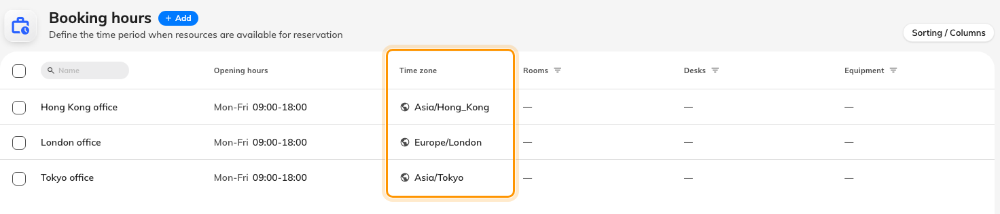 Booking hours + Add
Define the time period when resources are available for reservation
Sorting / Columns
Name Opening hours Time zone Rooms Desks Equipment
Hong Kong office Mon-Fri 09:00-18:00 Asia/Hong_Kong — — —
London office Mon-Fri 09:00-18:00 Europe/London — — —
Tokyo office Mon-Fri 09:00-18:00 Asia/Tokyo — — —